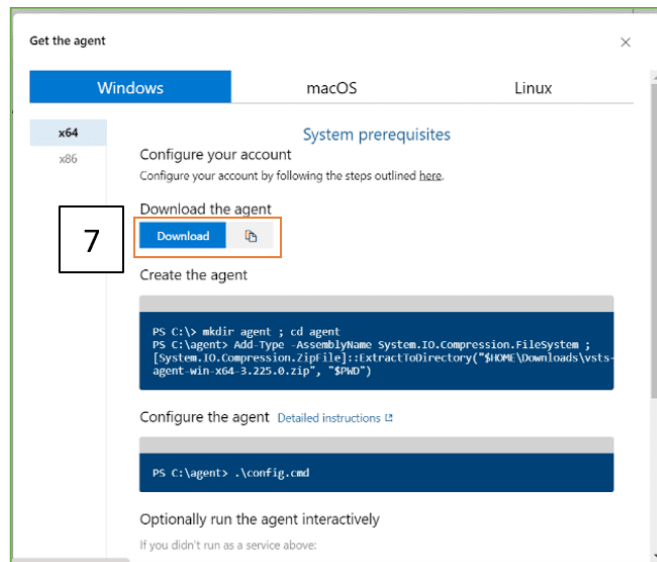 Get the agent
Windows
macOS
Linux
x64
x86
System prerequisites
Configure your account
Configure your account by following the steps outlined here.
Download the agent
7
Download
Create the agent
PS C:\> mkdir agent ; cd agent
PS C:\agent> Add-Type -AssemblyName System.IO.Compression.FileSystem ;
[System.IO.Compression.ZipFile]::ExtractToDirectory("$HOME\Downloads\vsts-
agent-win-x64-3.225.0.zip", "$PWD")
Configure the agent Detailed instructions
PS C:\agent> .\config.cmd
Optionally run the agent interactively
If you didn't run as a service above: